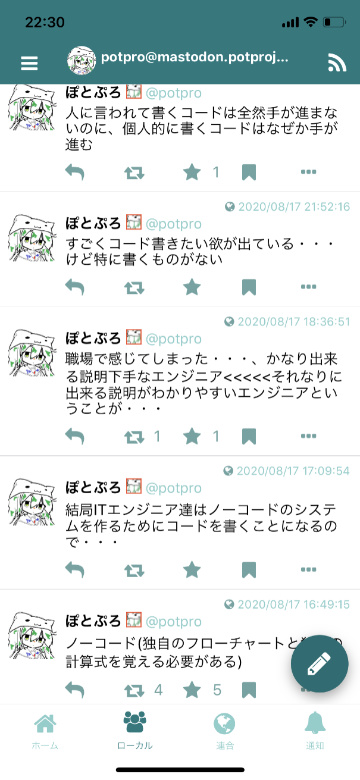 22:30
potpro@mastodon.potproj...
ぽとぷろ @potpro
人に言われて書くコードは全然手が進まな
いのに、個人的に書くコードはなぜか手が
進む
1
2020/08/17 21:52:16
ぽとぷろ @potpro
すごくコード書きたい欲が出ている・・・
けど特に書くものがない
2020/08/17 18:36:51
ぽとぷろ @potpro
職場で感じてしまった・・・、かなり出来
る説明下手なエンジニア<<<<<それなりに
出来る説明がわかりやすいエンジニアとい
うことが・・・
1 1
2020/08/17 17:09:54
ぽとぷろ @potpro
結局ITエンジニア達はノーコードのシステ
ムを作るためにコードを書くことになるの
で・・・
2020/08/17 16:49:15
ぽとぷろ @potpro
ノーコード(独自のフローチャートと の
計算式を覚える必要がある)
4 5
ホーム ローカル 連合 通知